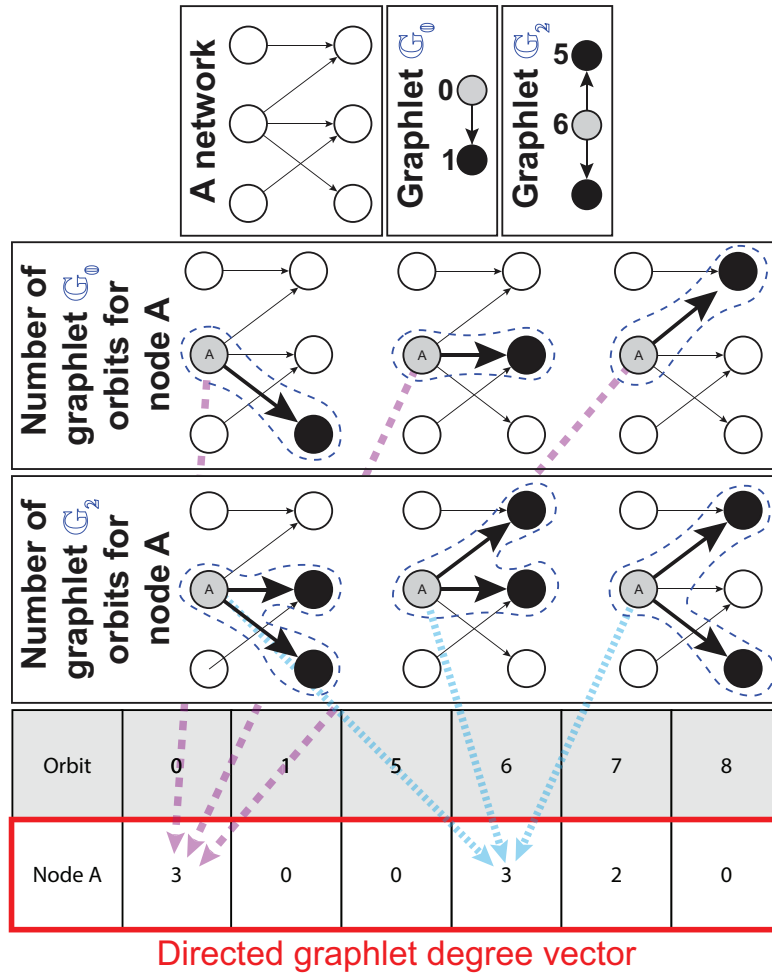 A network
Graphlet 𝔾0
0
1
Graphlet 𝔾2
5
6
Number of
graphlet 𝔾0
orbits for
node A
A
A
A
Number of
graphlet 𝔾2
orbits for
node A
A
A
A
Orbit 0 1 5 6 7 8
Node A 3 0 0 3 2 0
Directed graphlet degree vector